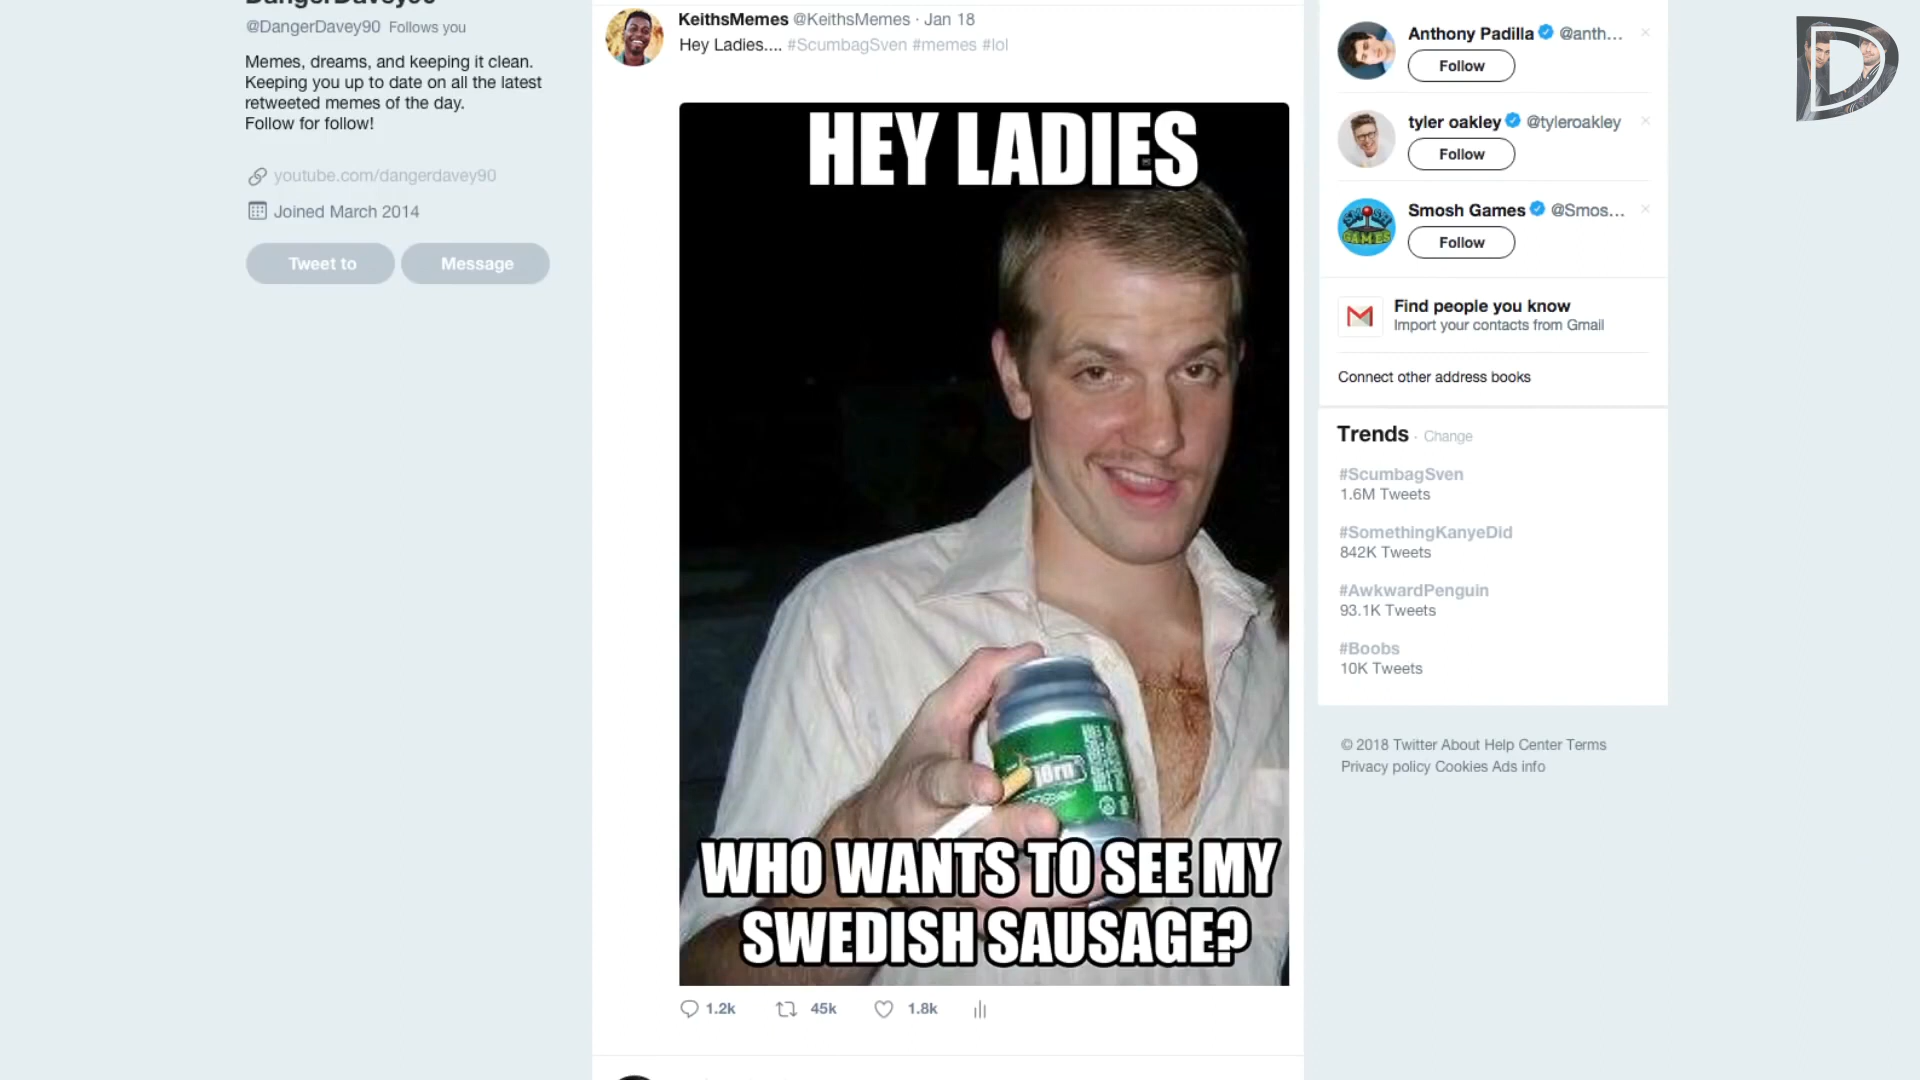 @DangerDavey90 Follows you
Memes, dreams, and keeping it clean.
Keeping you up to date on all the latest
retweeted memes of the day.
Follow for follow!
youtube.com/dangerdavey90
Joined March 2014
Tweet to
Message
KeithsMemes @KeithsMemes · Jan 18
Hey Ladies.... #ScumbagSven #memes #lol
HEY LADIES
jörn
WHO WANTS TO SEE MY
SWEDISH SAUSAGE?
1.2k 45k 1.8k
Anthony Padilla @anth...
Follow
tyler oakley @tyleroakley
Follow
SMOSH
GAMES
Smosh Games @Smos...
Follow
Find people you know
Import your contacts from Gmail
Connect other address books
Trends · Change
#ScumbagSven
1.6M Tweets
#SomethingKanyeDid
842K Tweets
#AwkwardPenguin
93.1K Tweets
#Boobs
10K Tweets
© 2018 Twitter About Help Center Terms
Privacy policy Cookies Ads info
D